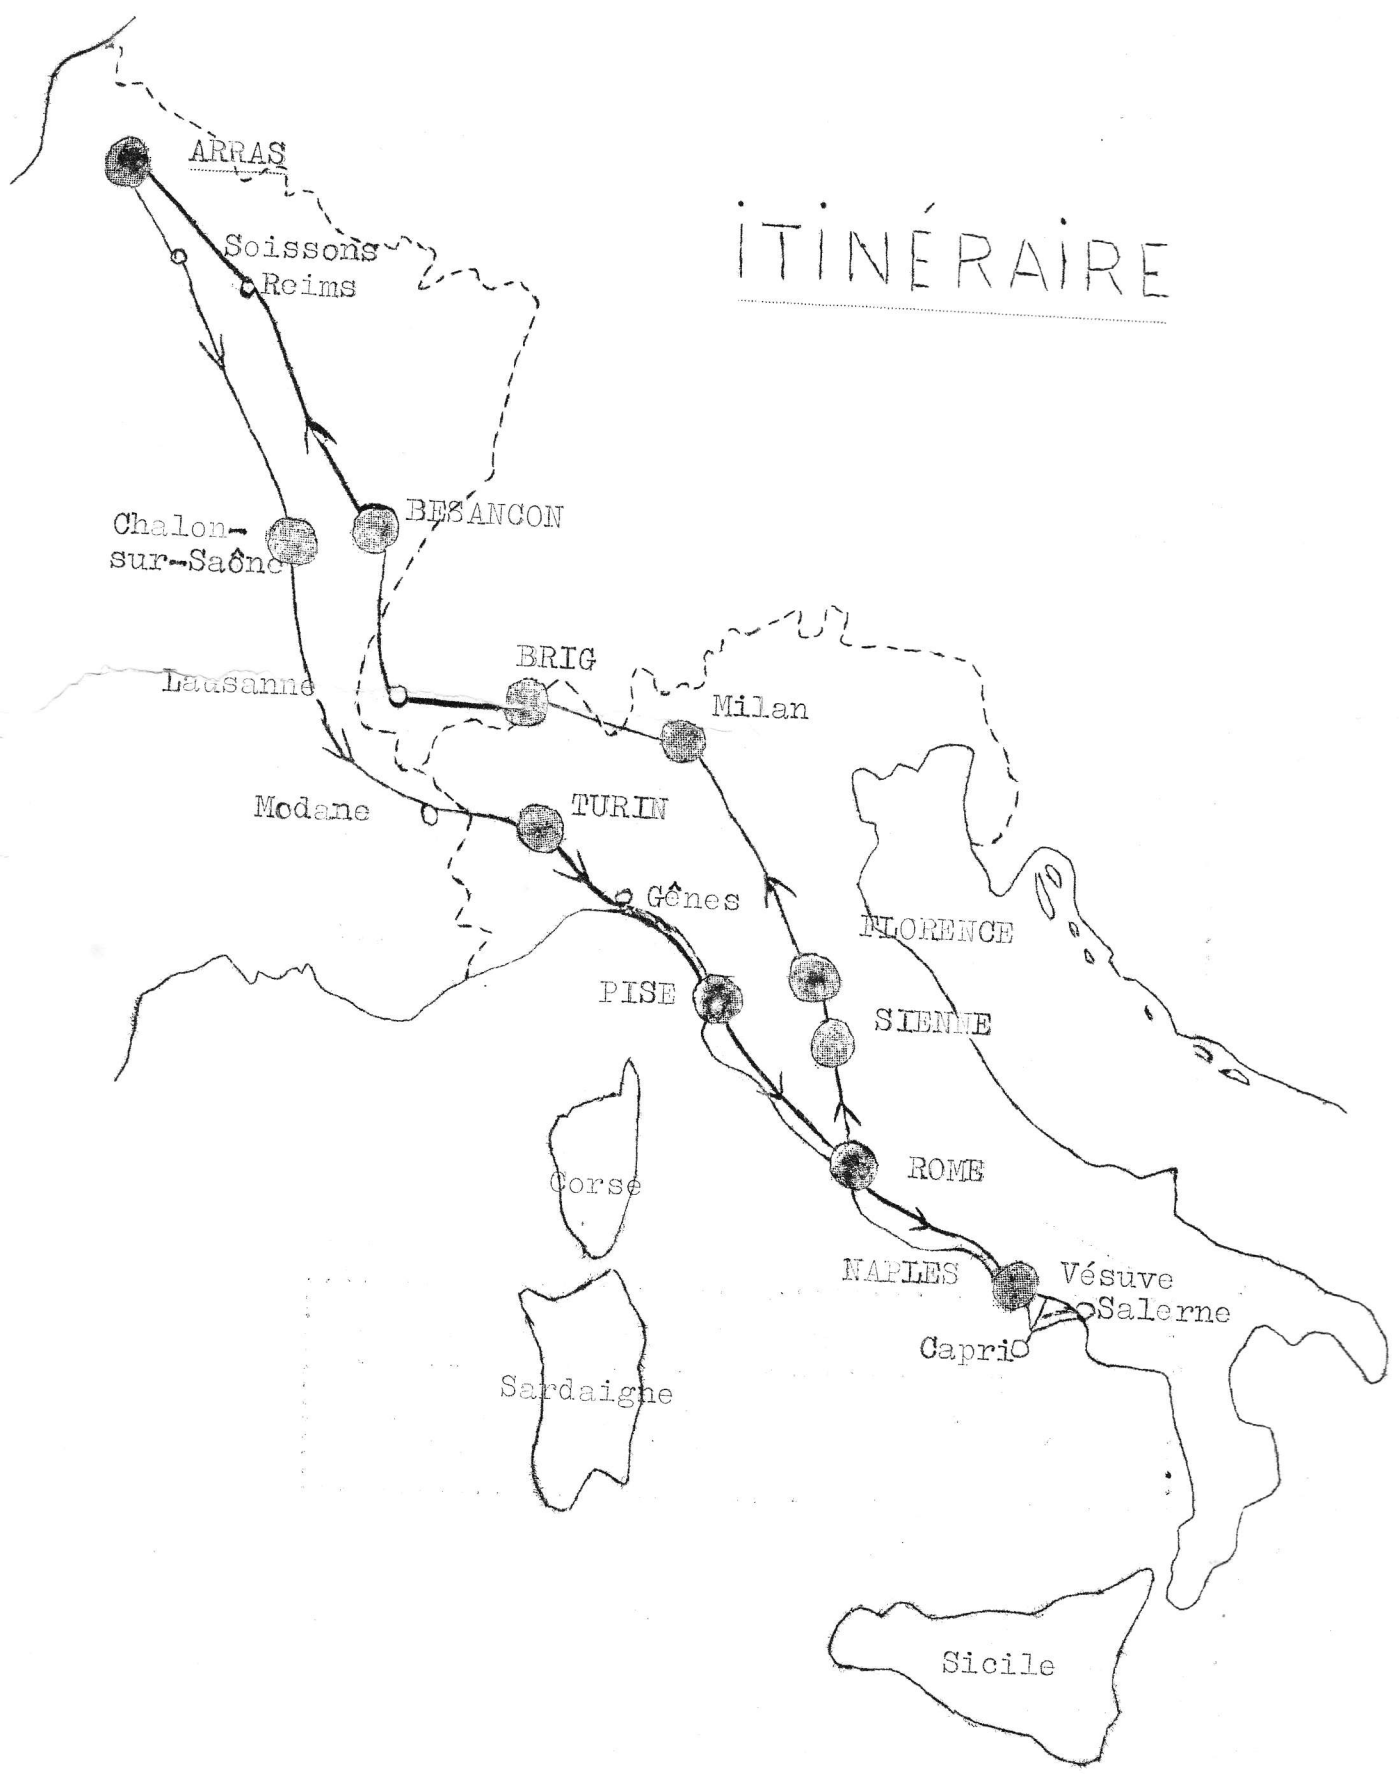 ARRAS
ITINÉRAIRE
Soissons
Reims
Chalon-
sur-Saône
BESANCON
Lausanne
BRIG
Milan
Modane
TURIN
Gênes
FLORENCE
PISE
SIENNE
Corse
ROME
NAPLES
Vésuve
Salerne
Capri
Sardaigne
Sicile